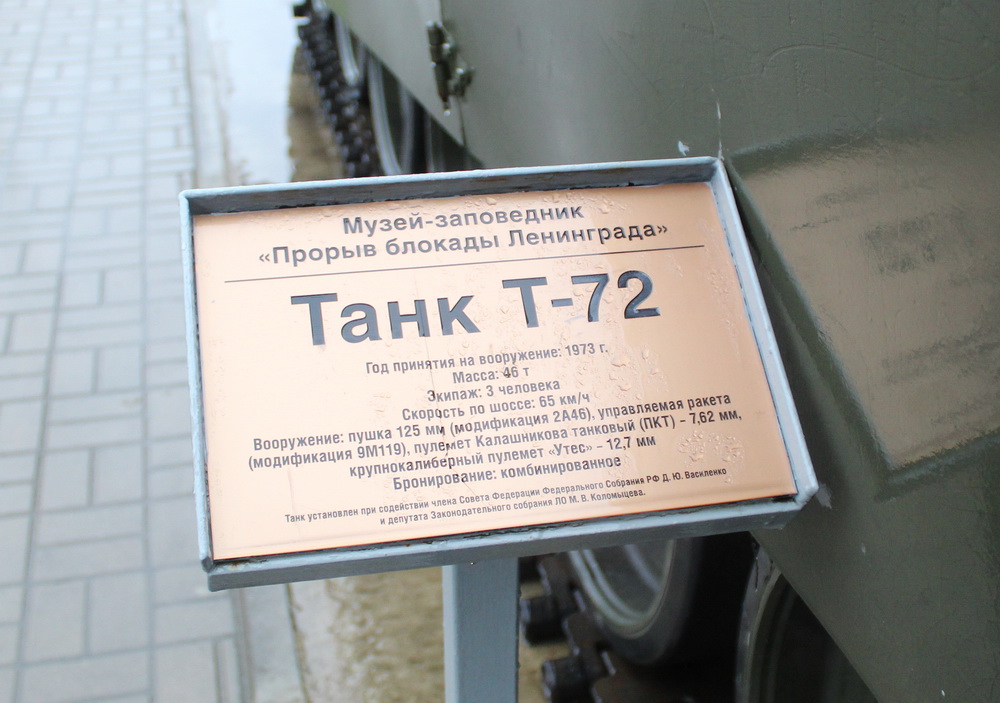 Музей-заповедник
«Прорыв блокады Ленинграда»
Танк Т-72
Год принятия на вооружение: 1973 г.
Масса: 46 т
Экипаж: 3 человека
Скорость по шоссе: 65 км/ч
Вооружение: пушка 125 мм (модификация 2А46), управляемая ракета
(модификация 9М119), пулемет Калашникова танковый (ПКТ) – 7,62 мм,
крупнокалиберный пулемет «Утес» – 12,7 мм
Бронирование: комбинированное
Танк установлен при содействии члена Совета Федерации Федерального Собрания РФ Д. Ю. Василенко
и депутата Законодательного собрания ЛО М. В. Коломыцева.